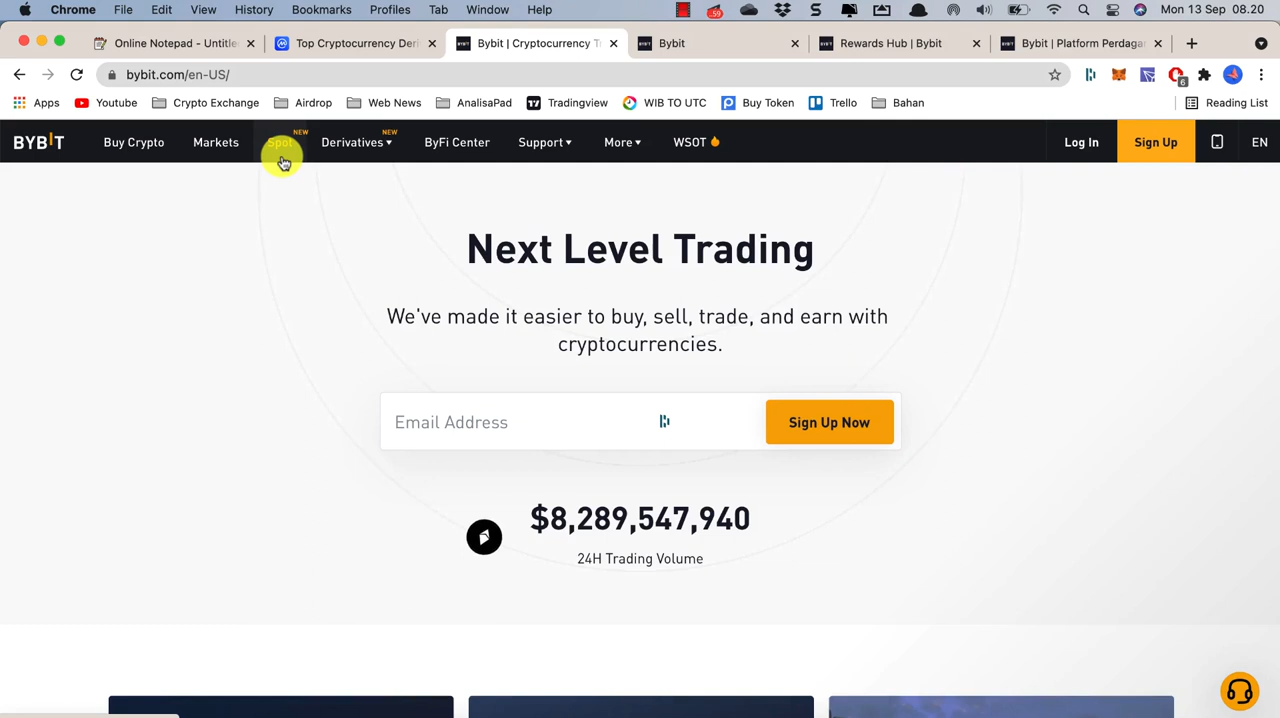 Chrome File Edit View History Bookmarks Profiles Tab Window Help .59 Mon 13 Sep 08.20
Online Notepad - Untitle Top Cryptocurrency Deri Bybit | Cryptocurrency T Bybit Rewards Hub | Bybit Bybit | Platform Perdagan
bybit.com/en-US/ 6
Apps Youtube Crypto Exchange Airdrop Web News AnalisaPad Tradingview WIB TO UTC Buy Token Trello Bahan Reading List
NEW NEW
BYBIT Buy Crypto Markets Spot Derivatives ByFi Center Support More WSOT Log In Sign Up EN
Next Level Trading
We've made it easier to buy, sell, trade, and earn with
cryptocurrencies.
Email Address Sign Up Now
$8,289,547,940
24H Trading Volume